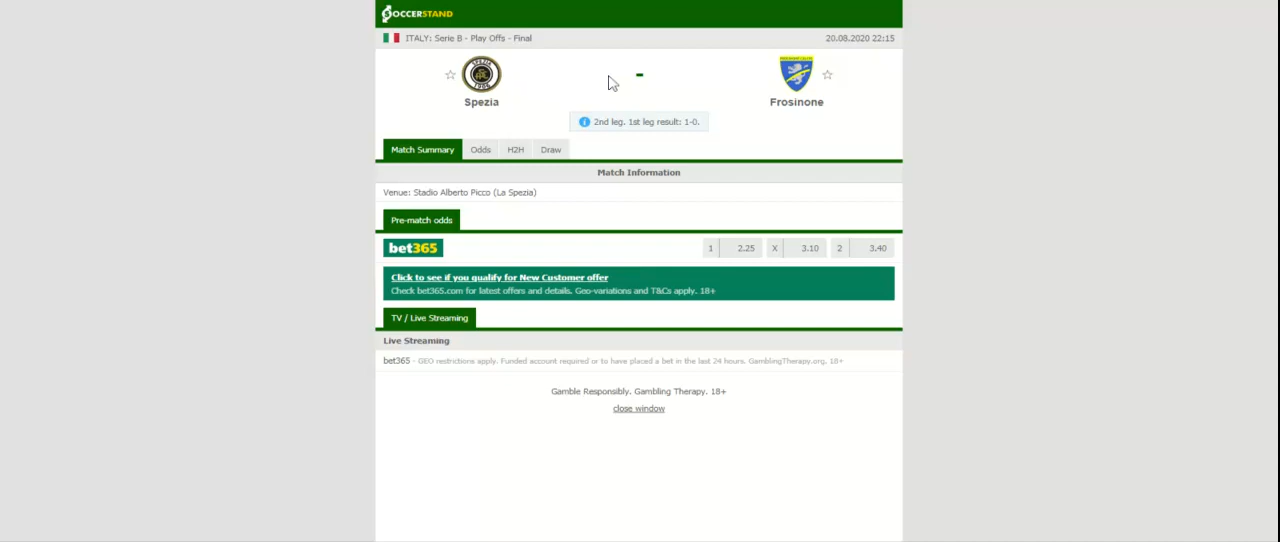 SOCCERSTAND
ITALY: Serie B - Play Offs - Final 20.08.2020 22:15
SPEZIA 1906 FROSINONE CALCIO
-
Spezia Frosinone
2nd leg. 1st leg result: 1-0.
Match Summary Odds H2H Draw
Match Information
Venue: Stadio Alberto Picco (La Spezia)
Pre-match odds
bet365 1 2.25 X 3.10 2 3.40
Click to see if you qualify for New Customer offer
Check bet365.com for latest offers and details. Geo-variations and T&Cs apply. 18+
TV / Live Streaming
Live Streaming
bet365 - GEO restrictions apply. Funded account required or to have placed a bet in the last 24 hours. GamblingTherapy.org, 18+
Gamble Responsibly. Gambling Therapy. 18+
close window